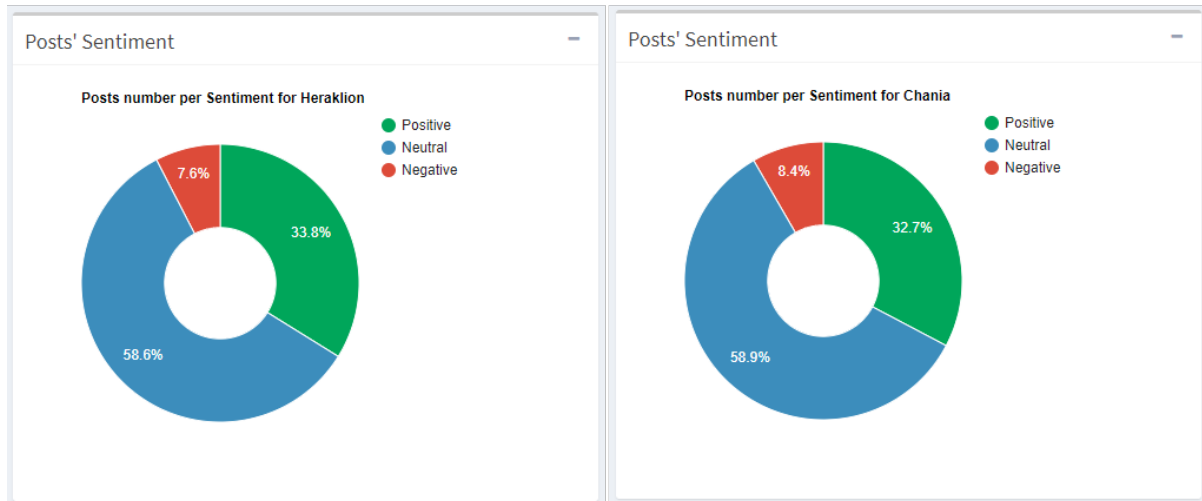 Posts' Sentiment
Posts number per Sentiment for Heraklion
Positive
Neutral
Negative
7.6%
33.8%
58.6%
Posts' Sentiment
Posts number per Sentiment for Chania
Positive
Neutral
Negative
8.4%
32.7%
58.9%